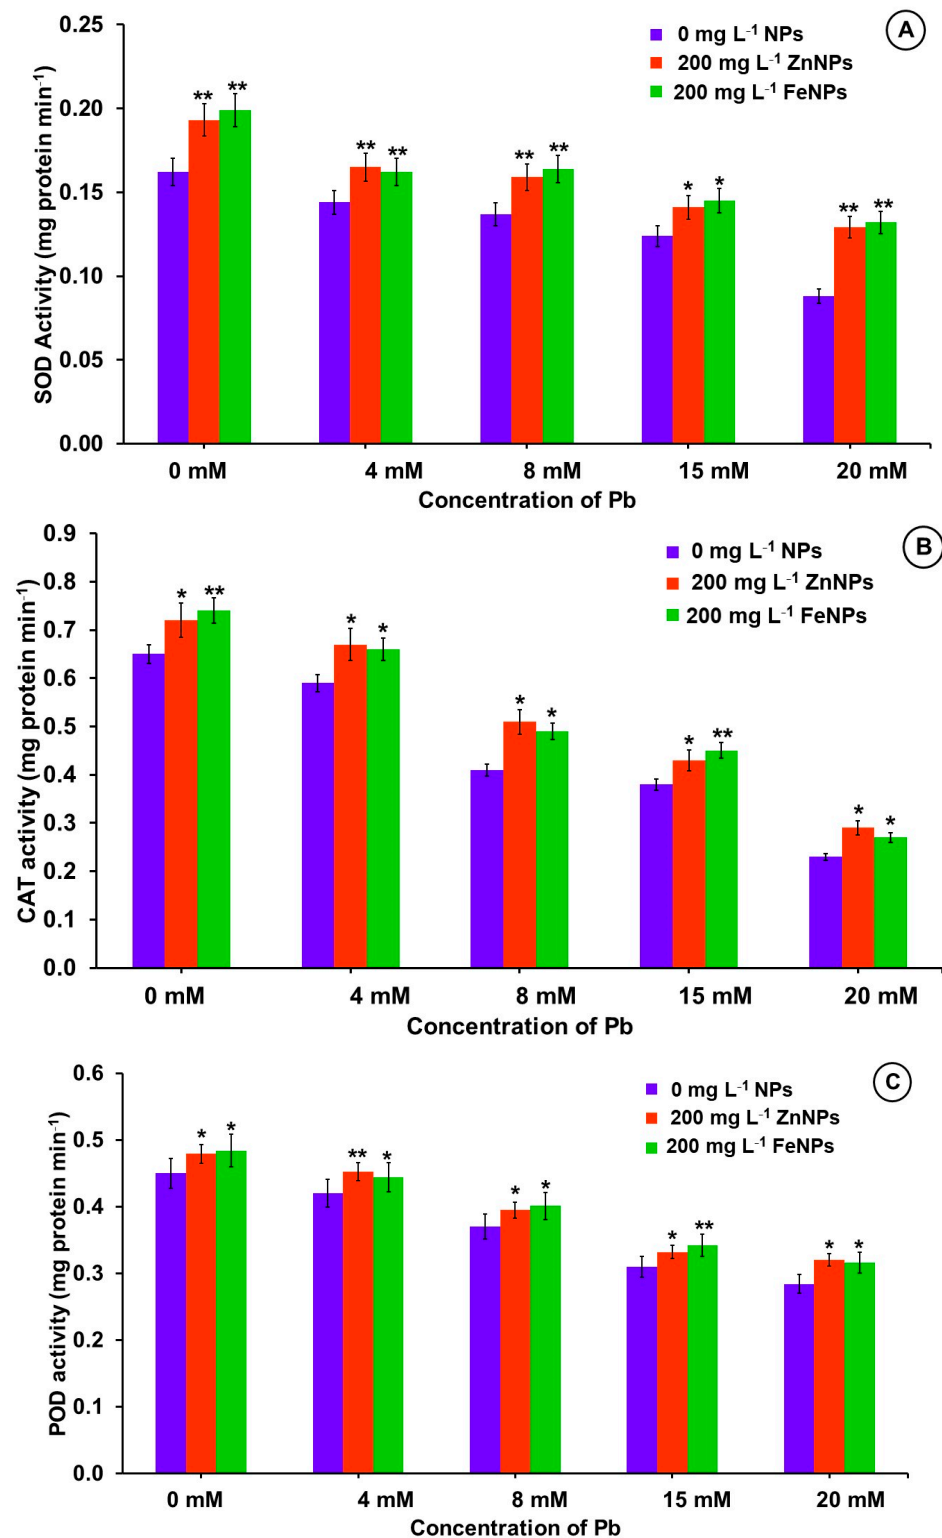 A
0 mg L⁻¹ NPs
200 mg L⁻¹ ZnNPs
200 mg L⁻¹ FeNPs
SOD Activity (mg protein min⁻¹)
0.25
0.20
0.15
0.10
0.05
0.00
** **
** **
** **
* *
** **
0 mM 4 mM 8 mM 15 mM 20 mM
Concentration of Pb
B
0 mg L⁻¹ NPs
200 mg L⁻¹ ZnNPs
200 mg L⁻¹ FeNPs
CAT activity (mg protein min⁻¹)
0.9
0.8
0.7
0.6
0.5
0.4
0.3
0.2
0.1
0.0
* **
* *
* *
* **
* *
0 mM 4 mM 8 mM 15 mM 20 mM
Concentration of Pb
C
0 mg L⁻¹ NPs
200 mg L⁻¹ ZnNPs
200 mg L⁻¹ FeNPs
POD activity (mg protein min⁻¹)
0.6
0.5
0.4
0.3
0.2
0.1
0.0
* *
** *
* *
* **
* *
0 mM 4 mM 8 mM 15 mM 20 mM
Concentration of Pb